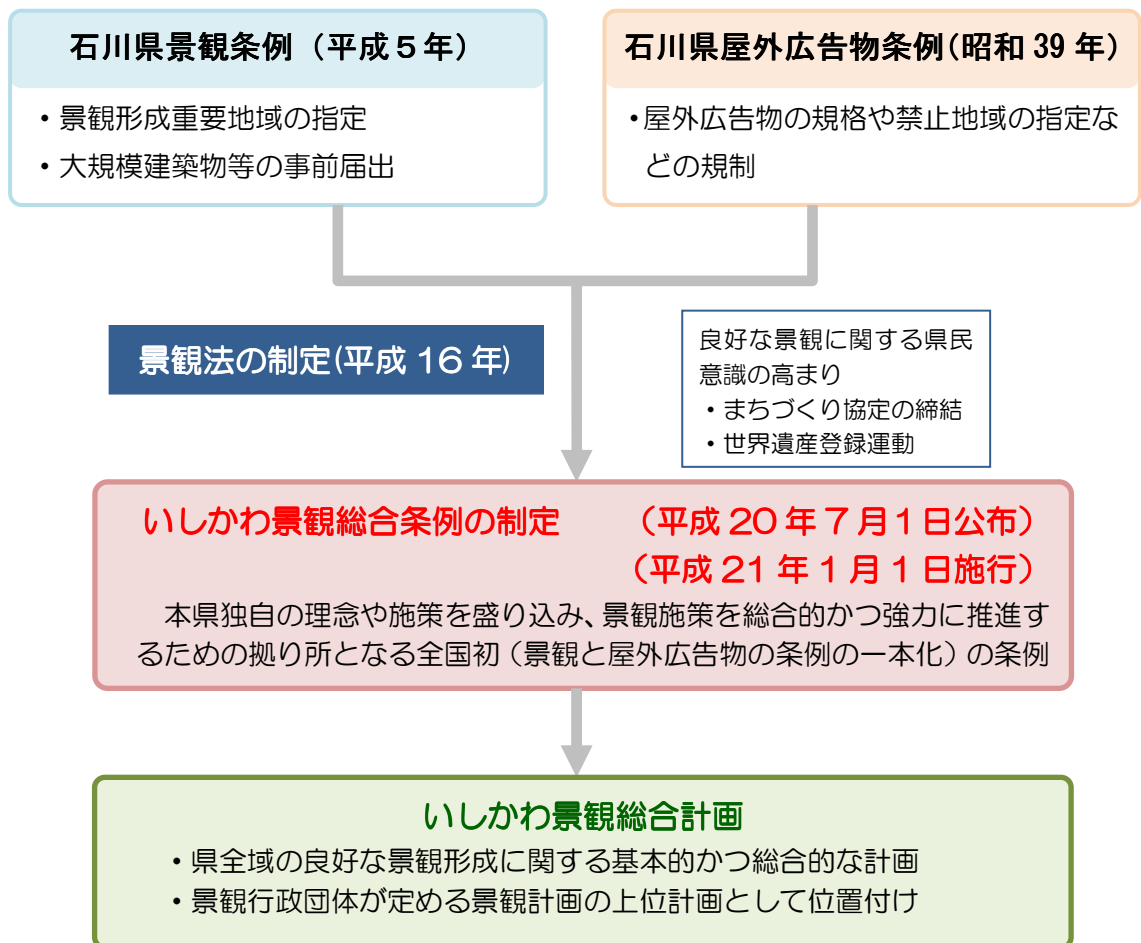 石川県景観条例（平成５年）
・景観形成重要地域の指定
・大規模建築物等の事前届出
石川県屋外広告物条例(昭和 39 年)
・屋外広告物の規格や禁止地域の指定な
どの規制
景観法の制定(平成 16 年)
良好な景観に関する県民
意識の高まり
・まちづくり協定の締結
・世界遺産登録運動
いしかわ景観総合条例の制定　（平成 20 年７月１日公布）
（平成 21 年１月１日施行）
本県独自の理念や施策を盛り込み、景観施策を総合的かつ強力に推進す
るための拠り所となる全国初（景観と屋外広告物の条例の一本化）の条例
いしかわ景観総合計画
・県全域の良好な景観形成に関する基本的かつ総合的な計画
・景観行政団体が定める景観計画の上位計画として位置付け